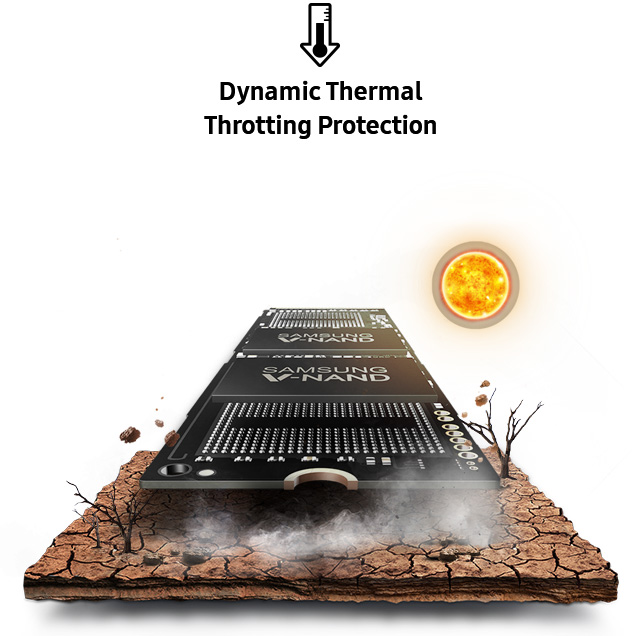 Dynamic Thermal
Throtting Protection
SAMSUNG
V-NAND
SAMSUNG
V-NAND